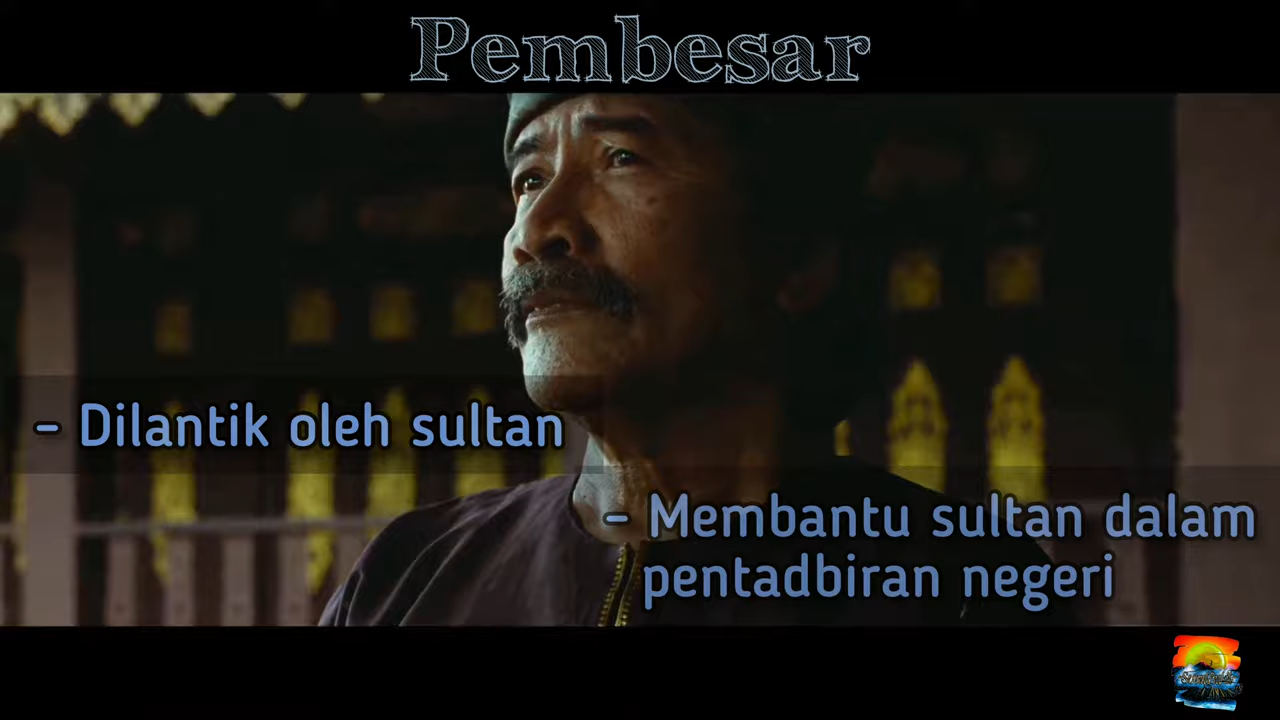 Pembesar
- Dilantik oleh sultan
- Membantu sultan dalam
pentadbiran negeri